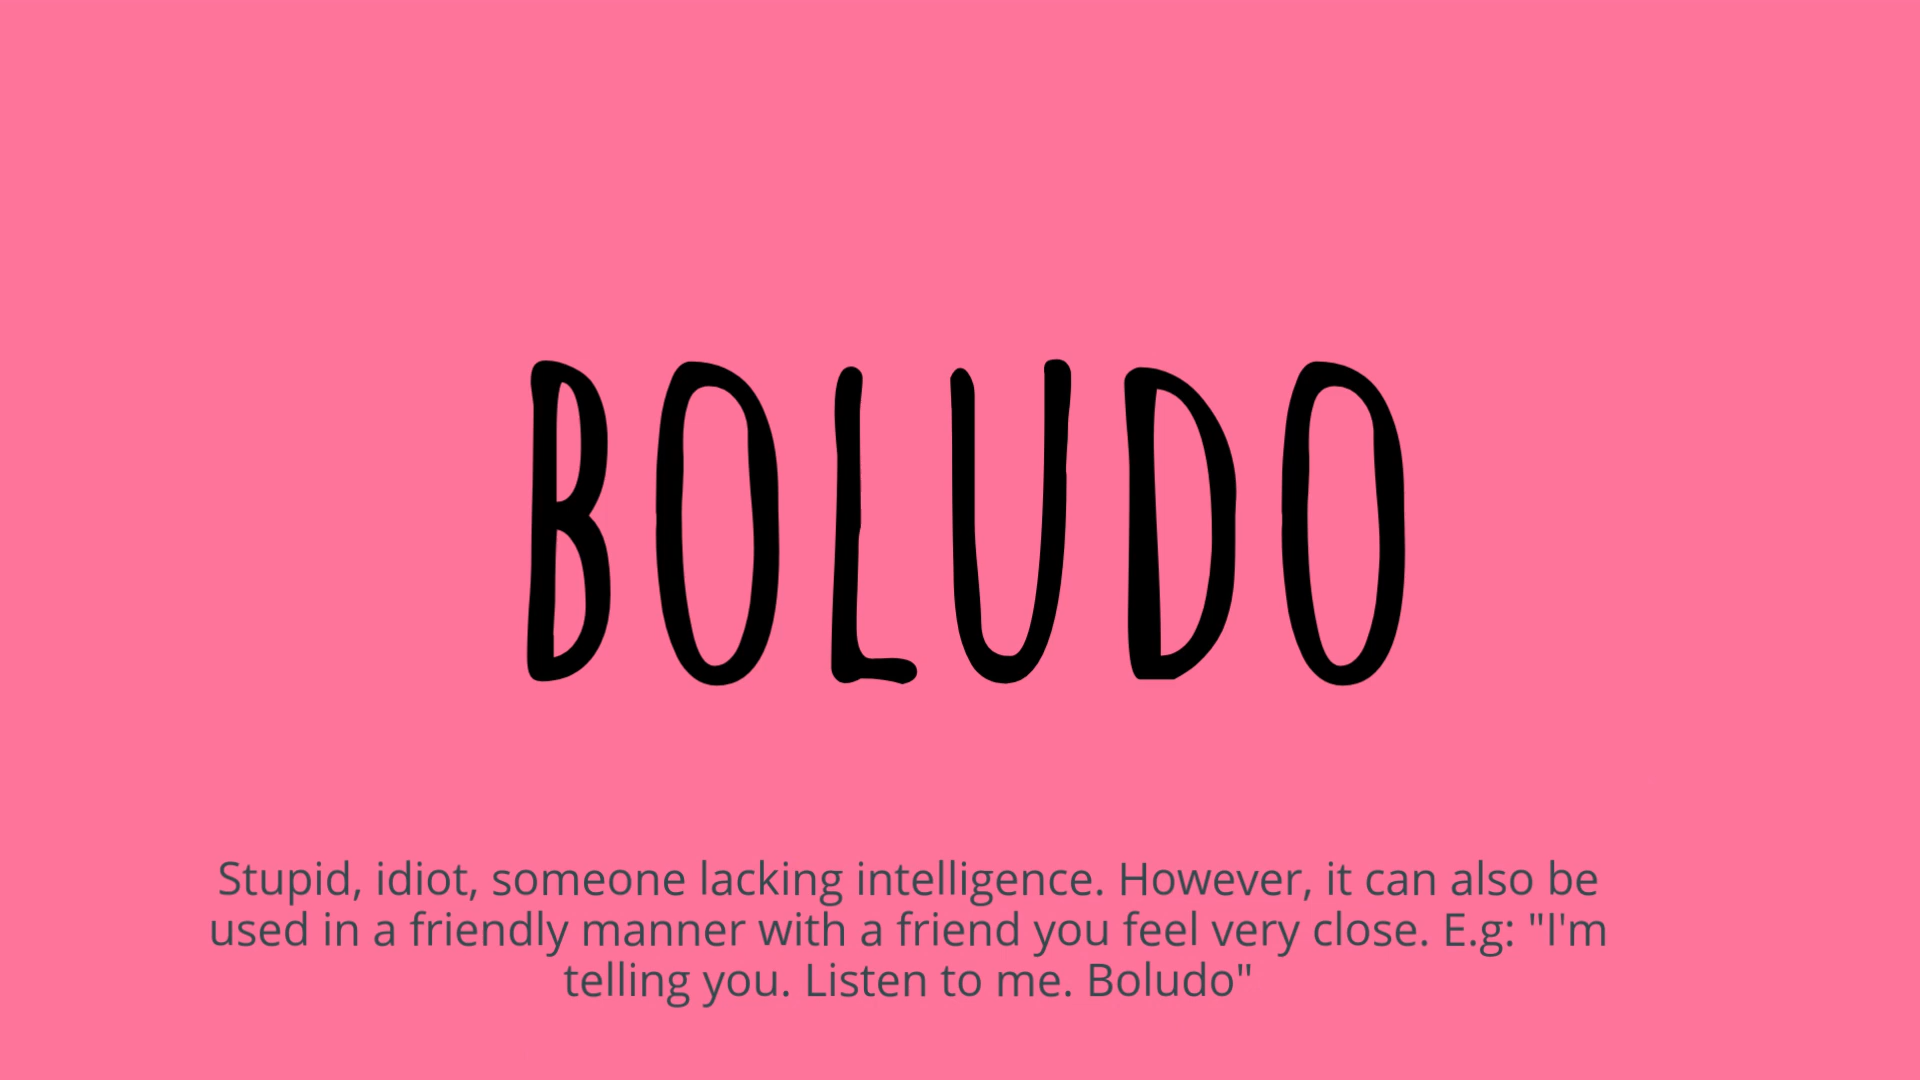 BOLUDO
Stupid, idiot, someone lacking intelligence. However, it can also be
used in a friendly manner with a friend you feel very close. E.g: "I'm
telling you. Listen to me. Boludo"